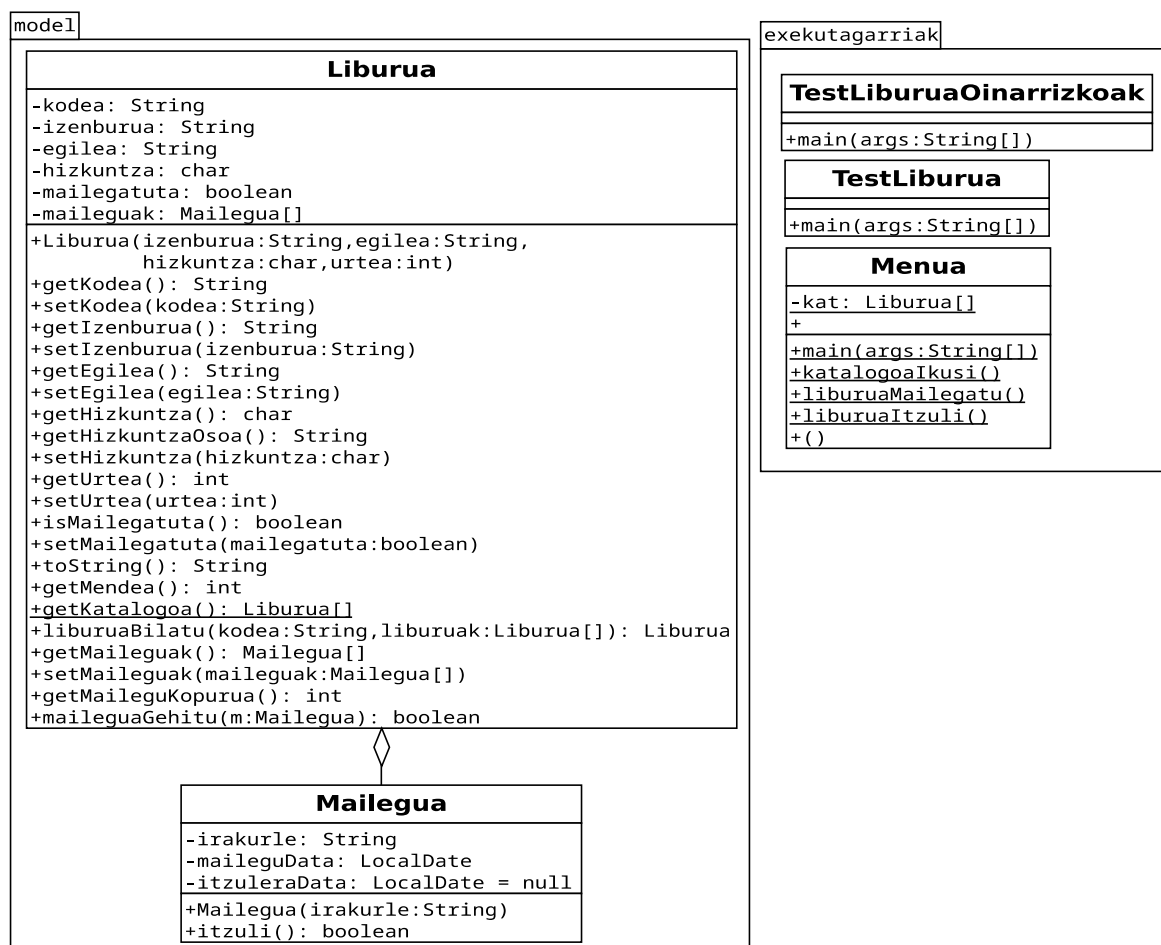 model
Liburua
-kodea: String
-izenburua: String
-egilea: String
-hizkuntza: char
-mailegatuta: boolean
-maileguak: Mailegua[]
+Liburua(izenburua:String,egilea:String,
hizkuntza:char,urtea:int)
+getKodea(): String
+setKodea(kodea:String)
+getIzenburua(): String
+setIzenburua(izenburua:String)
+getEgilea(): String
+setEgilea(egilea:String)
+getHizkuntza(): char
+getHizkuntzaOsoa(): String
+setHizkuntza(hizkuntza:char)
+getUrtea(): int
+setUrtea(urtea:int)
+isMailegatuta(): boolean
+setMailegatuta(mailegatuta:boolean)
+toString(): String
+getMendea(): int
+getKatalogoa(): Liburua[]
+liburuaBilatu(kodea:String,liburuak:Liburua[]): Liburua
+getMaileguak(): Mailegua[]
+setMaileguak(maileguak:Mailegua[])
+getMaileguKopurua(): int
+maileguaGehitu(m:Mailegua): boolean
Mailegua
-irakurle: String
-maileguData: LocalDate
-itzuleraData: LocalDate = null
+Mailegua(irakurle:String)
+itzuli(): boolean
exekutagarriak
TestLiburuaOinarrizkoak
+main(args:String[])
TestLiburua
+main(args:String[])
Menua
-kat: Liburua[]
+
+main(args:String[])
+katalogoaIkusi()
+liburuaMailegatu()
+liburuaItzuli()
+()